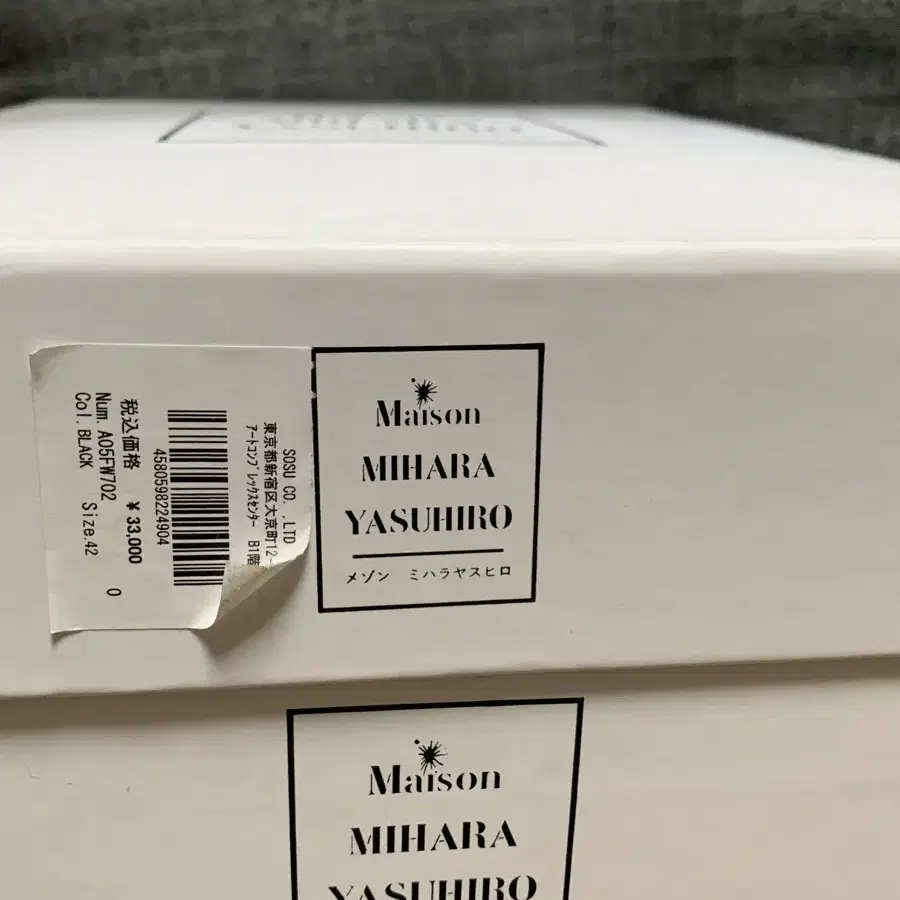 SOSU CO. ,LTD
東京都新宿区大京町12-
アートコンプレックスセンター B1階
4580598224904
税込価格 ¥ 33,000
Num. A05FW702 0
Col. BLACK Size.42
Maison
MIHARA
YASUHIRO
メゾン ミハラヤスヒロ
Maison
MIHARA
YASUHIRO